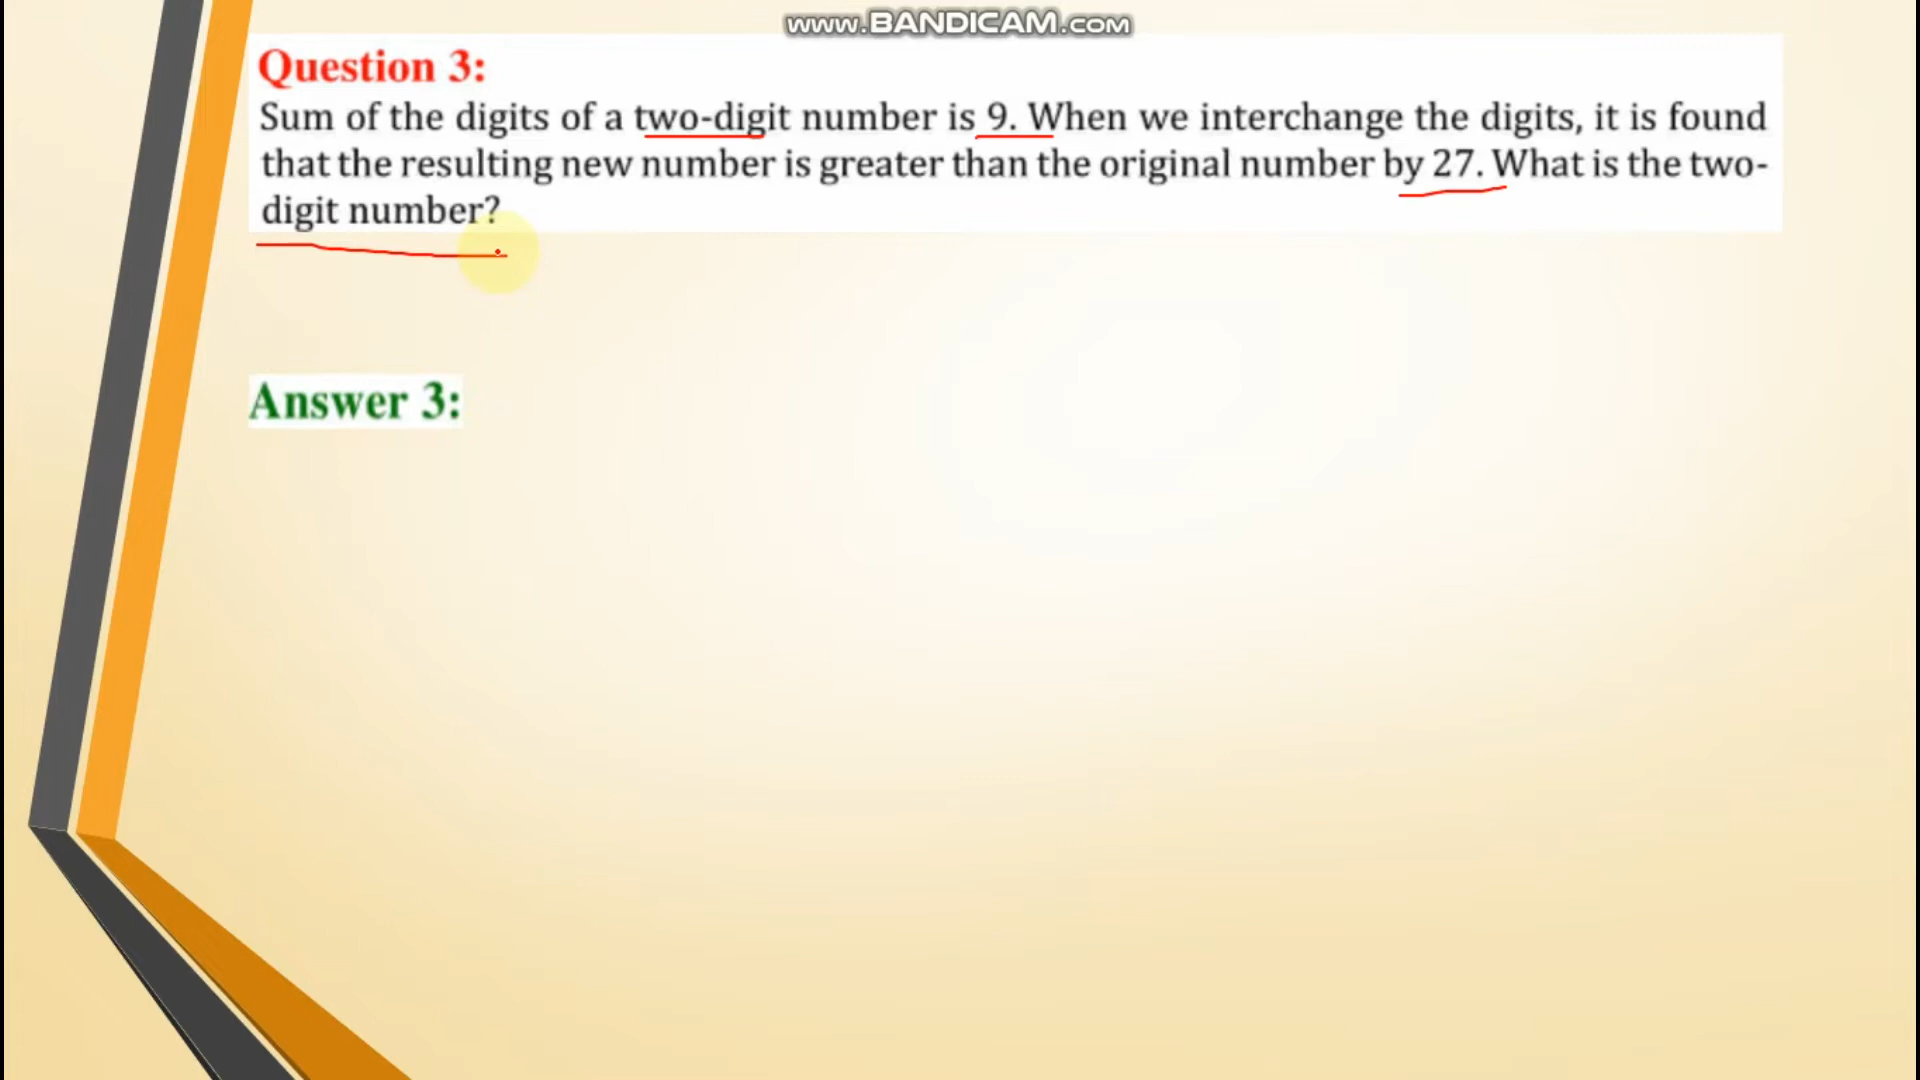 www.BANDICAM.com
Question 3:
Sum of the digits of a two-digit number is 9. When we interchange the digits, it is found
that the resulting new number is greater than the original number by 27. What is the two-
digit number?
Answer 3: